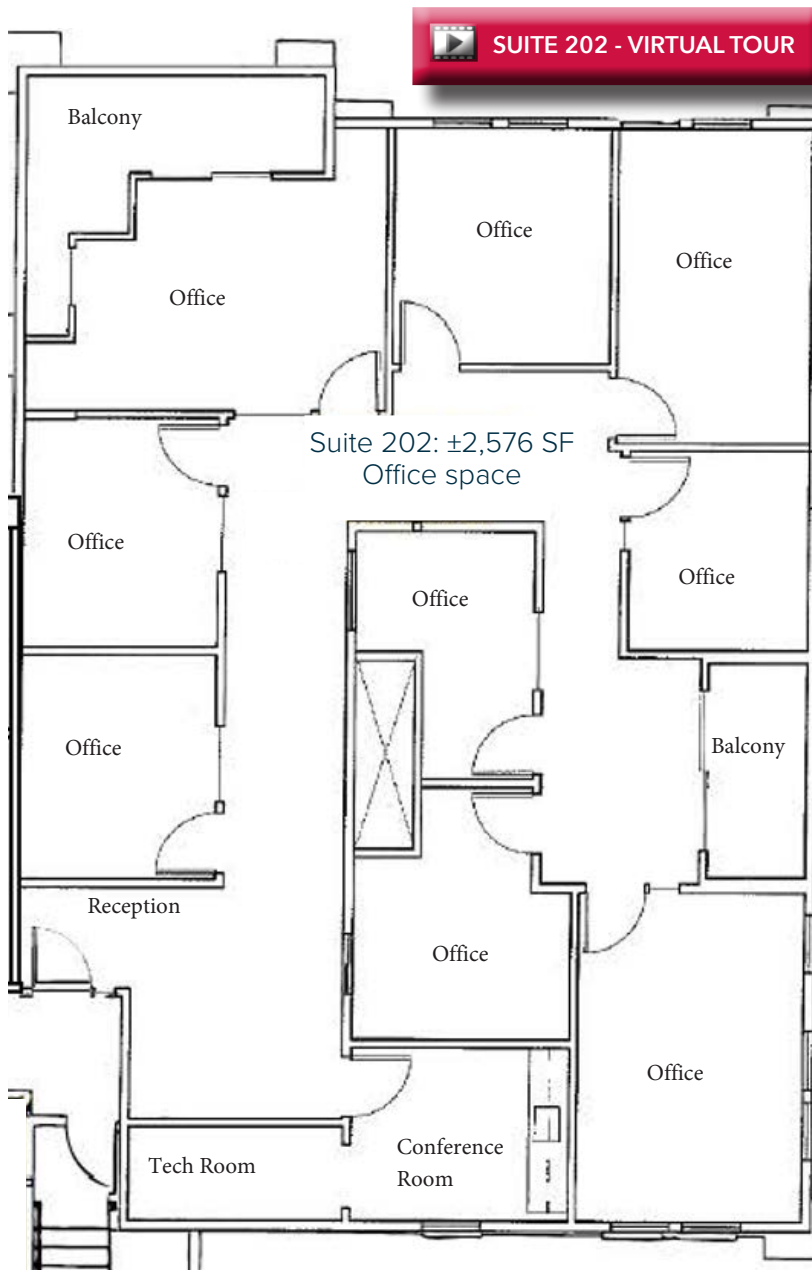 SUITE 202 - VIRTUAL TOUR
Balcony
Office
Office
Office
Suite 202: ±2,576 SF
Office space
Office
Office
Office
Office
Balcony
Reception
Office
Office
Tech Room
Conference
Room